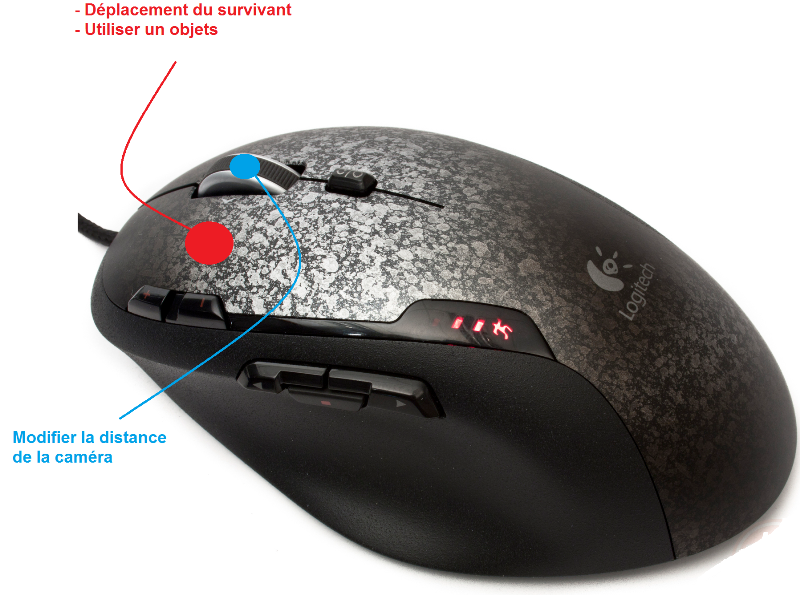 - Déplacement du survivant
- Utiliser un objets
Logitech
Modifier la distance
de la caméra